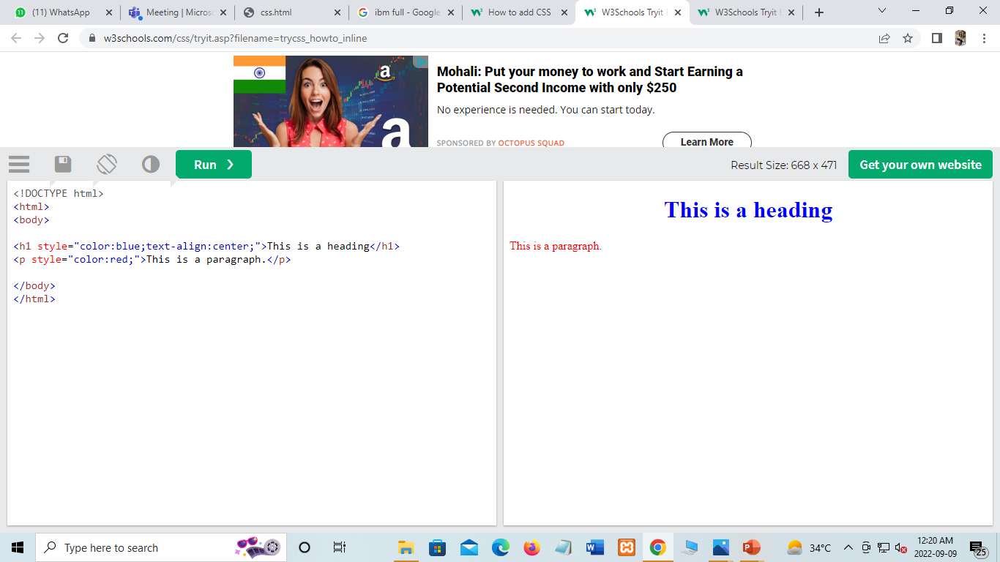 (11) WhatsApp
Meeting | Micros
css.html
ibm full - Google
How to add CSS
W3Schools Tryit E
W3Schools Tryit E
w3schools.com/css/tryit.asp?filename=trycss_howto_inline
a
a
Mohali: Put your money to work and Start Earning a
Potential Second Income with only $250
No experience is needed. You can start today.
SPONSORED BY OCTOPUS SQUAD
Learn More
Run ❯
Result Size: 668 x 471
Get your own website
<!DOCTYPE html>
<html>
<body>
<h1 style="color:blue;text-align:center;">This is a heading</h1>
<p style="color:red;">This is a paragraph.</p>
</body>
</html>
This is a heading
This is a paragraph.
Type here to search
34°C
12:20 AM
2022-09-09
25